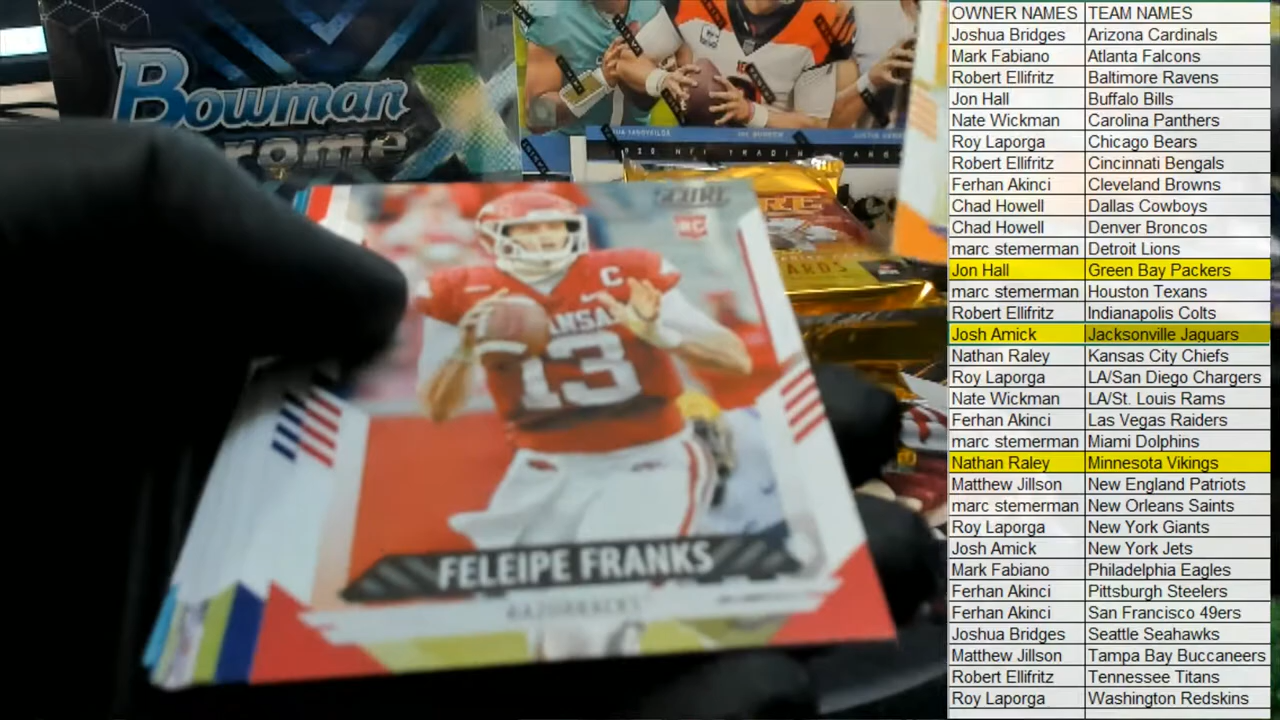 Bowman
Chrome
SCORE
RC
C
13
FELEIPE FRANKS
RAZORBACKS
OWNER NAMES TEAM NAMES
Joshua Bridges Arizona Cardinals
Mark Fabiano Atlanta Falcons
Robert Ellifritz Baltimore Ravens
Jon Hall Buffalo Bills
Nate Wickman Carolina Panthers
Roy Laporga Chicago Bears
Robert Ellifritz Cincinnati Bengals
Ferhan Akinci Cleveland Browns
Chad Howell Dallas Cowboys
Chad Howell Denver Broncos
marc stemerman Detroit Lions
Jon Hall Green Bay Packers
marc stemerman Houston Texans
Robert Ellifritz Indianapolis Colts
Josh Amick Jacksonville Jaguars
Nathan Raley Kansas City Chiefs
Roy Laporga LA/San Diego Chargers
Nate Wickman LA/St. Louis Rams
Ferhan Akinci Las Vegas Raiders
marc stemerman Miami Dolphins
Nathan Raley Minnesota Vikings
Matthew Jillson New England Patriots
marc stemerman New Orleans Saints
Roy Laporga New York Giants
Josh Amick New York Jets
Mark Fabiano Philadelphia Eagles
Ferhan Akinci Pittsburgh Steelers
Ferhan Akinci San Francisco 49ers
Joshua Bridges Seattle Seahawks
Matthew Jillson Tampa Bay Buccaneers
Robert Ellifritz Tennessee Titans
Roy Laporga Washington Redskins